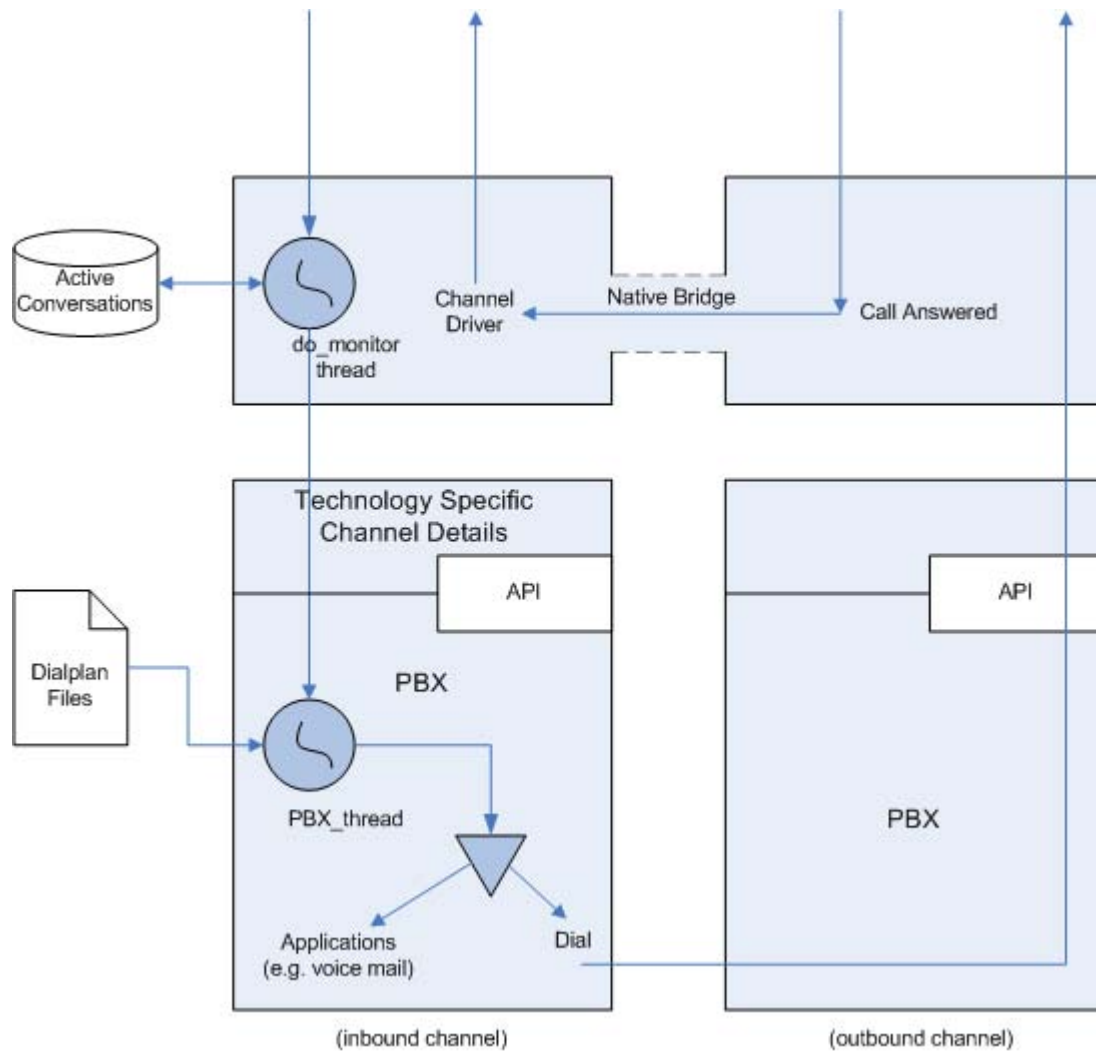 Active
Conversations
do_monitor
thread
Channel
Driver
Native Bridge
Call Answered
Technology Specific
Channel Details
API
API
Dialplan
Files
PBX
PBX_thread
PBX
Applications
(e.g. voice mail)
Dial
(inbound channel)
(outbound channel)